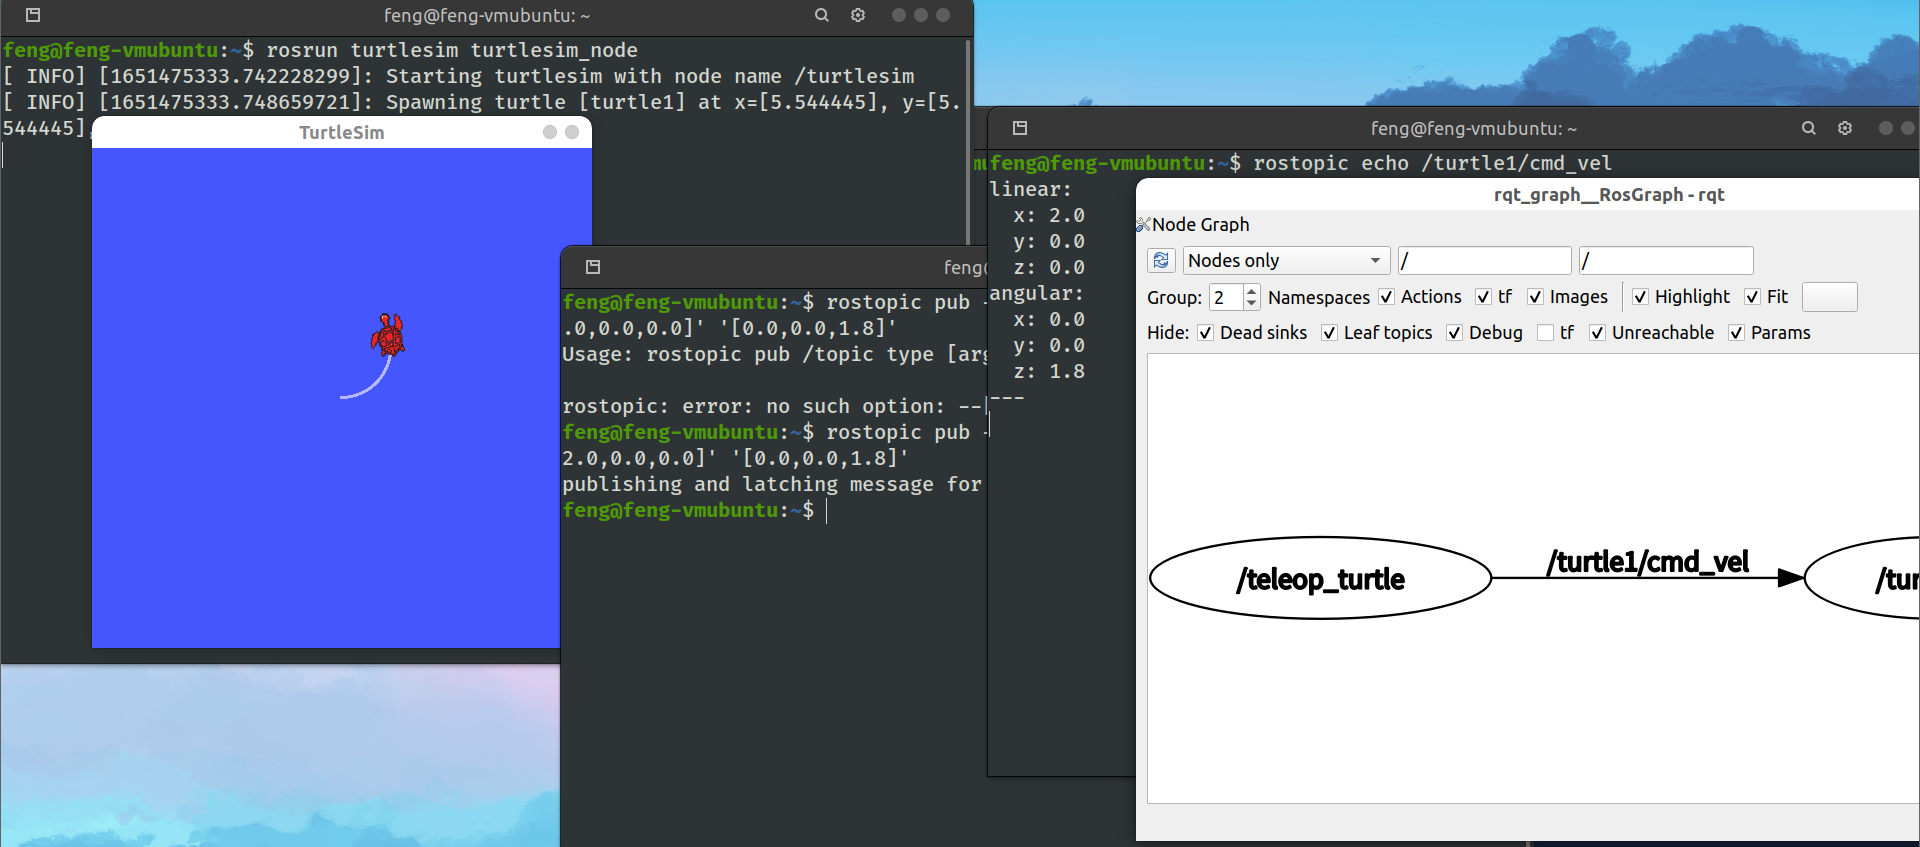 feng@feng-vmubuntu: ~
feng@feng-vmubuntu:~$ rosrun turtlesim turtlesim_node
[ INFO] [1651475333.742228299]: Starting turtlesim with node name /turtlesim
[ INFO] [1651475333.748659721]: Spawning turtle [turtle1] at x=[5.544445], y=[5.
544445],
TurtleSim
feng@
feng@feng-vmubuntu:~$ rostopic pub -
.0,0.0,0.0]' '[0.0,0.0,1.8]'
Usage: rostopic pub /topic type [arg
rostopic: error: no such option: --
feng@feng-vmubuntu:~$ rostopic pub -
2.0,0.0,0.0]' '[0.0,0.0,1.8]'
publishing and latching message for
feng@feng-vmubuntu:~$
feng@feng-vmubuntu: ~
feng@feng-vmubuntu:~$ rostopic echo /turtle1/cmd_vel
linear:
x: 2.0
y: 0.0
z: 0.0
angular:
x: 0.0
y: 0.0
z: 1.8
---
rqt_graph__RosGraph - rqt
Node Graph
Nodes only / /
Group: 2 Namespaces Actions tf Images Highlight Fit
Hide: Dead sinks Leaf topics Debug tf Unreachable Params
/teleop_turtle /turtle1/cmd_vel /tur